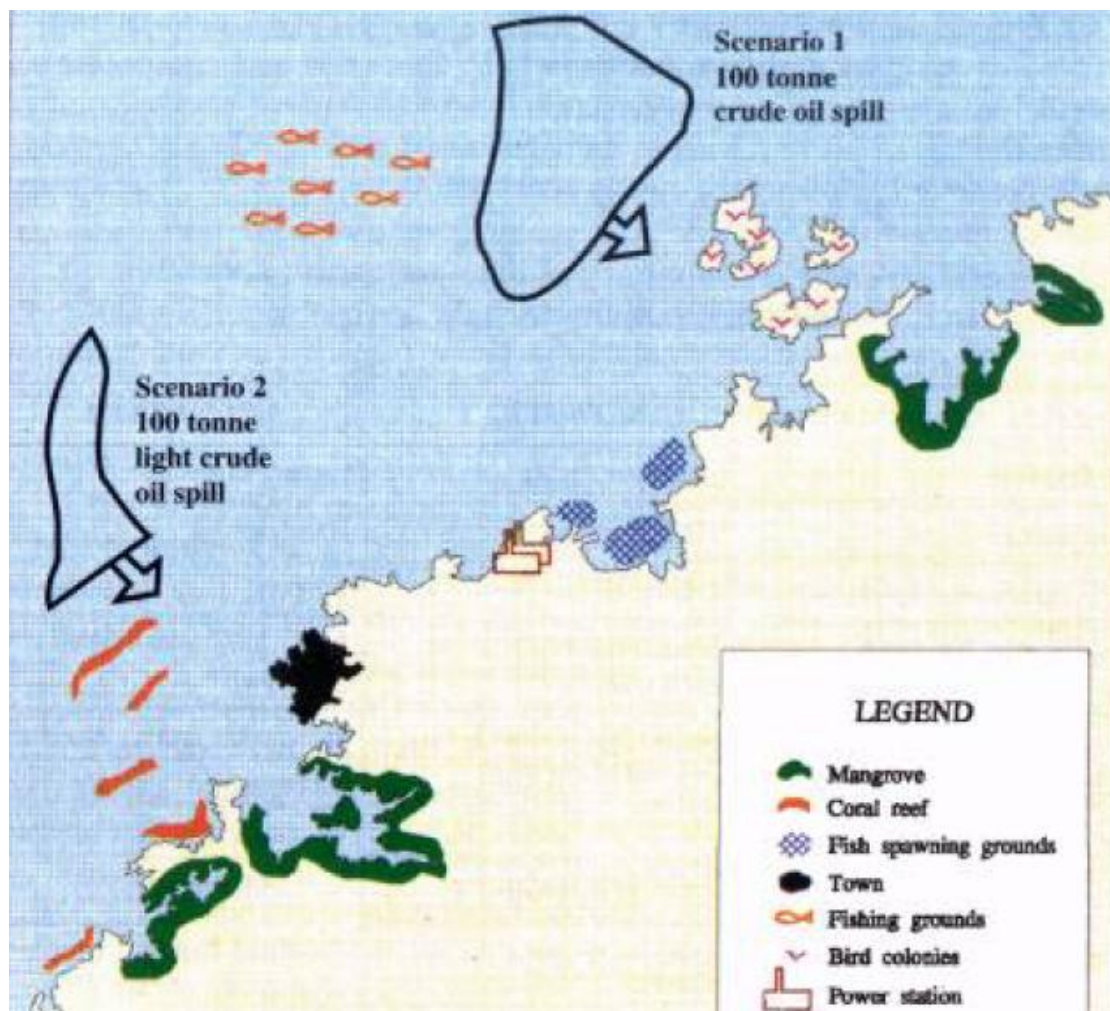 Scenario 1
100 tonne
crude oil spill
Scenario 2
100 tonne
light crude
oil spill
LEGEND
Mangrove
Coral reef
Fish spawning grounds
Town
Fishing grounds
Bird colonies
Power station